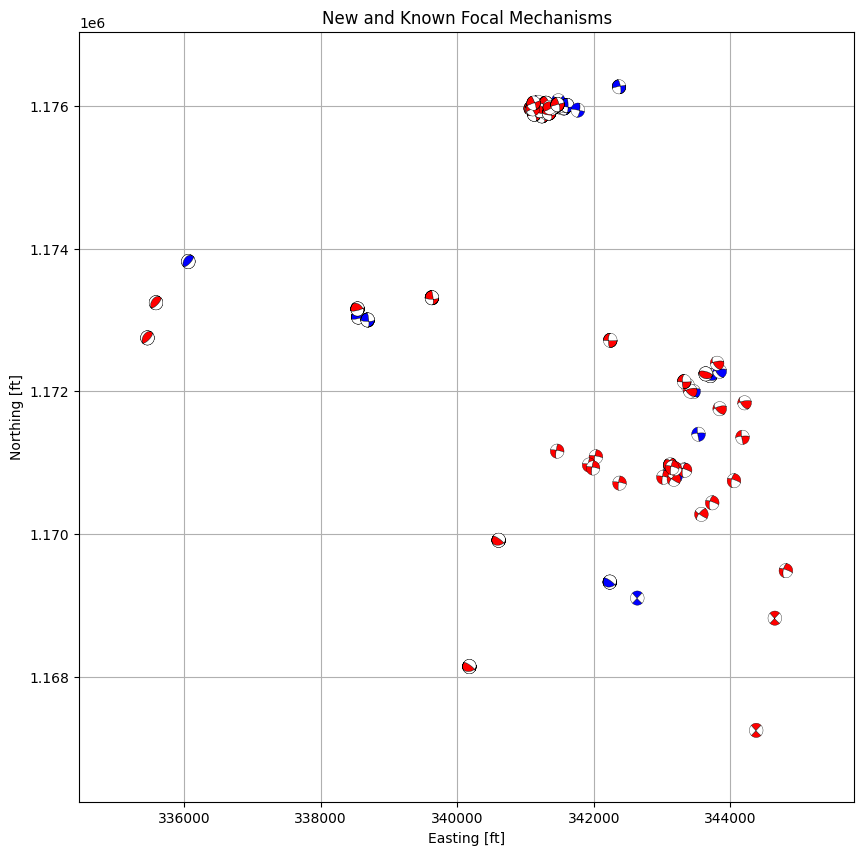 New and Known Focal Mechanisms
1e6
1.176
1.174
1.172
1.170
1.168
Northing [ft]
336000 338000 340000 342000 344000
Easting [ft]